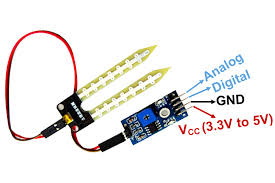 Analog
Digital
GND
Vcc (3.3V to 5V)